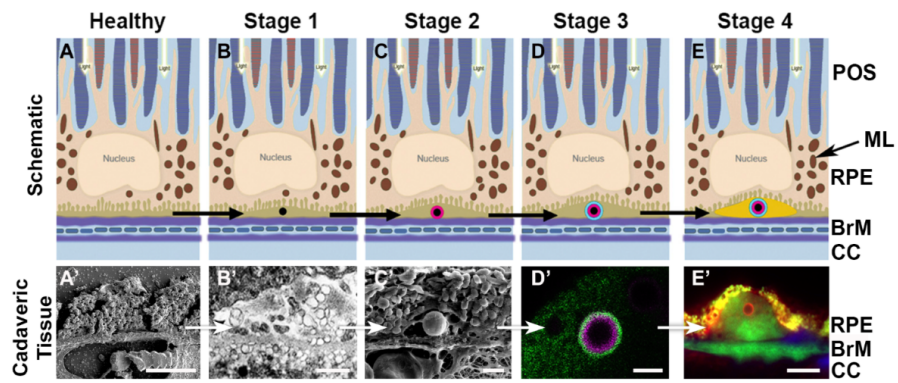 Healthy Stage 1 Stage 2 Stage 3 Stage 4
Schematic
A B C D E
Light Light Light Light Light Light Light Light Light Light
POS
Nucleus Nucleus Nucleus Nucleus Nucleus
ML
RPE
BrM
CC
Cadaveric
Tissue
A' B' C' D' E'
RPE
BrM
CC